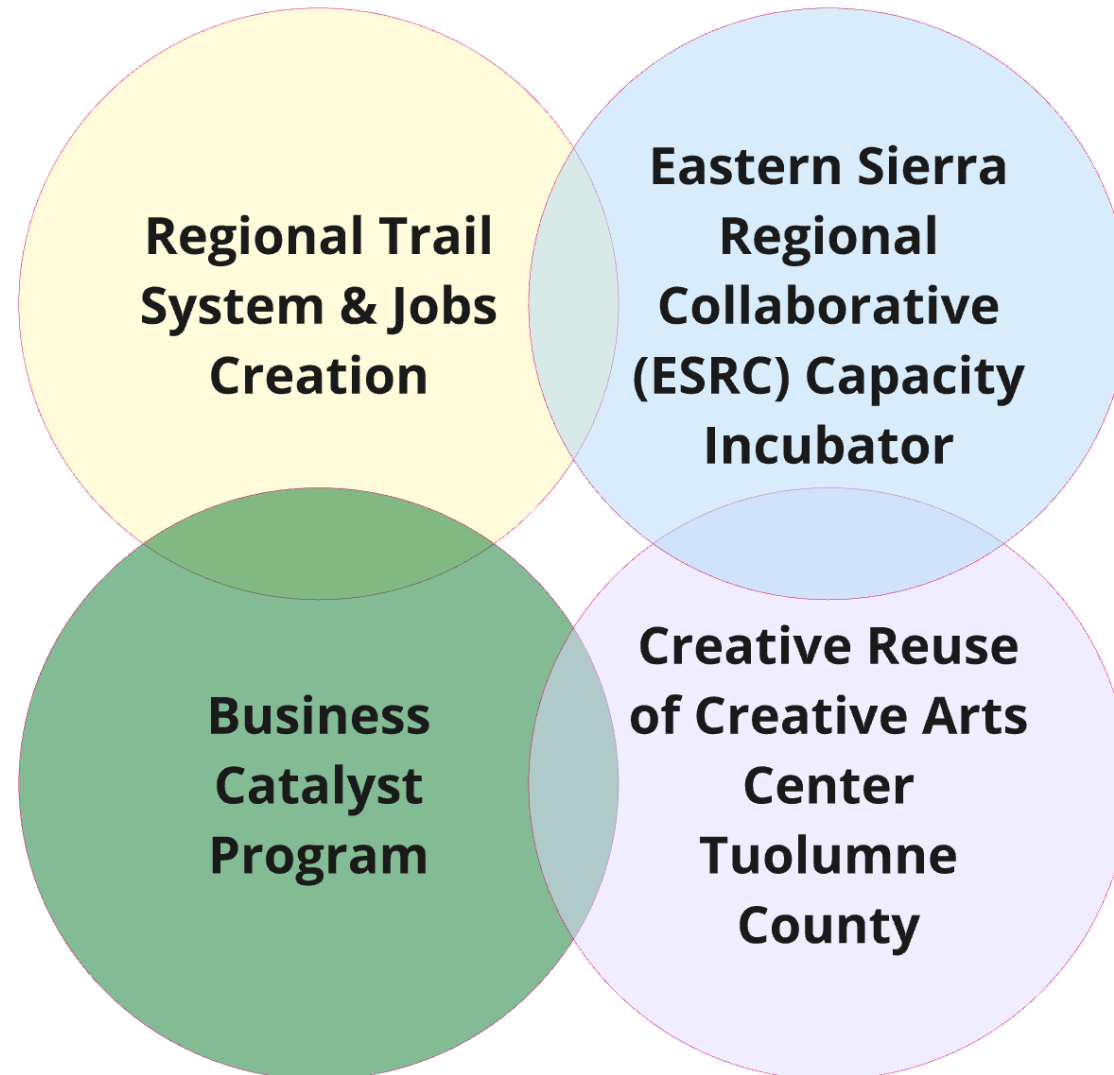 Regional Trail
System & Jobs
Creation
Eastern Sierra
Regional
Collaborative
(ESRC) Capacity
Incubator
Business
Catalyst
Program
Creative Reuse
of Creative Arts
Center
Tuolumne
County